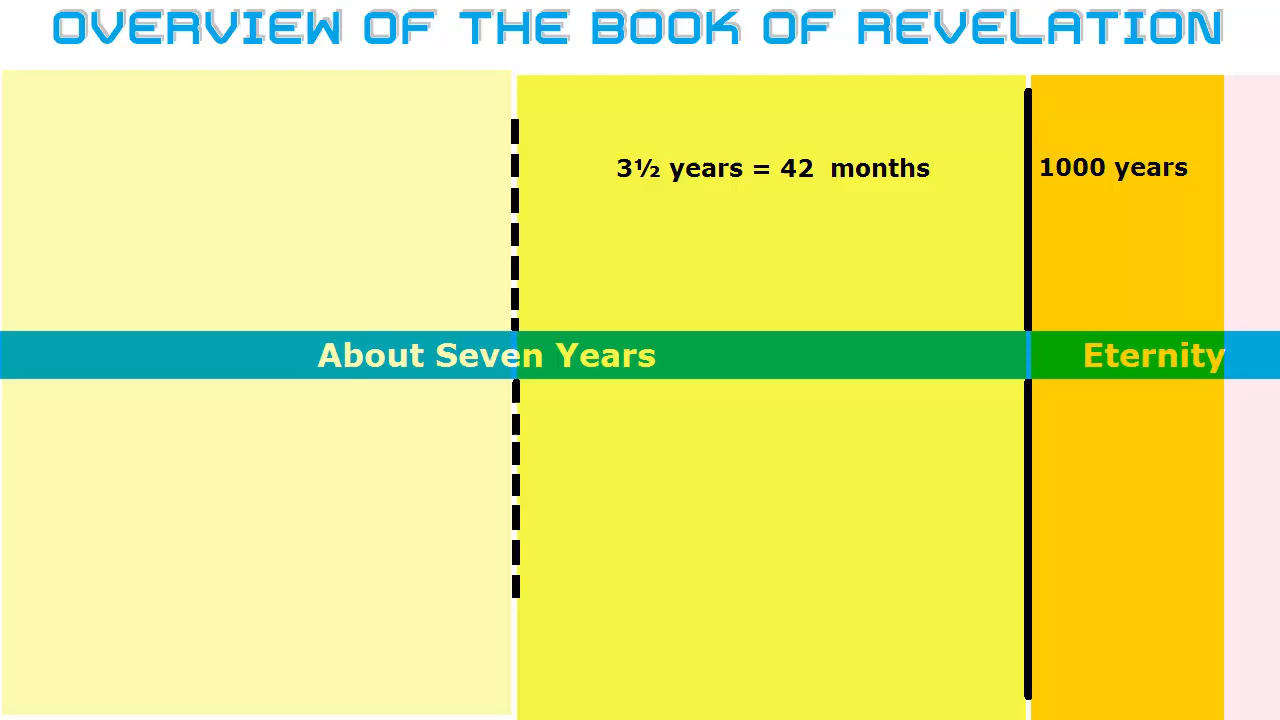 OVERVIEW OF THE BOOK OF REVELATION
3½ years = 42 months
1000 years
About Seven Years
Eternity